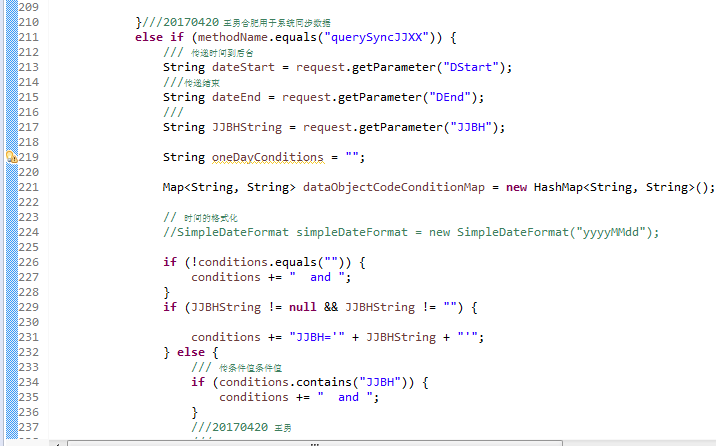 209
210 }///20170420 王勇合肥用于系统同步数据
211 else if (methodName.equals("querySyncJJXX")) {
212 /// 传递时间到后台
213 String dateStart = request.getParameter("DStart");
214 ///传递结束
215 String dateEnd = request.getParameter("DEnd");
216 ///
217 String JJBHString = request.getParameter("JJBH");
218
219 String oneDayConditions = "";
220
221 Map<String, String> dataObjectCodeConditionMap = new HashMap<String, String>();
222
223 // 时间的格式化
224 //SimpleDateFormat simpleDateFormat = new SimpleDateFormat("yyyyMMdd");
225
226 if (!conditions.equals("")) {
227 conditions += "  and ";
228 }
229 if (JJBHString != null && JJBHString != "") {
230
231 conditions += "JJBH='" + JJBHString + "'";
232 } else {
233 /// 传条件值条件值
234 if (conditions.contains("JJBH")) {
235 conditions += "  and ";
236 }
237 ///20170420 王勇